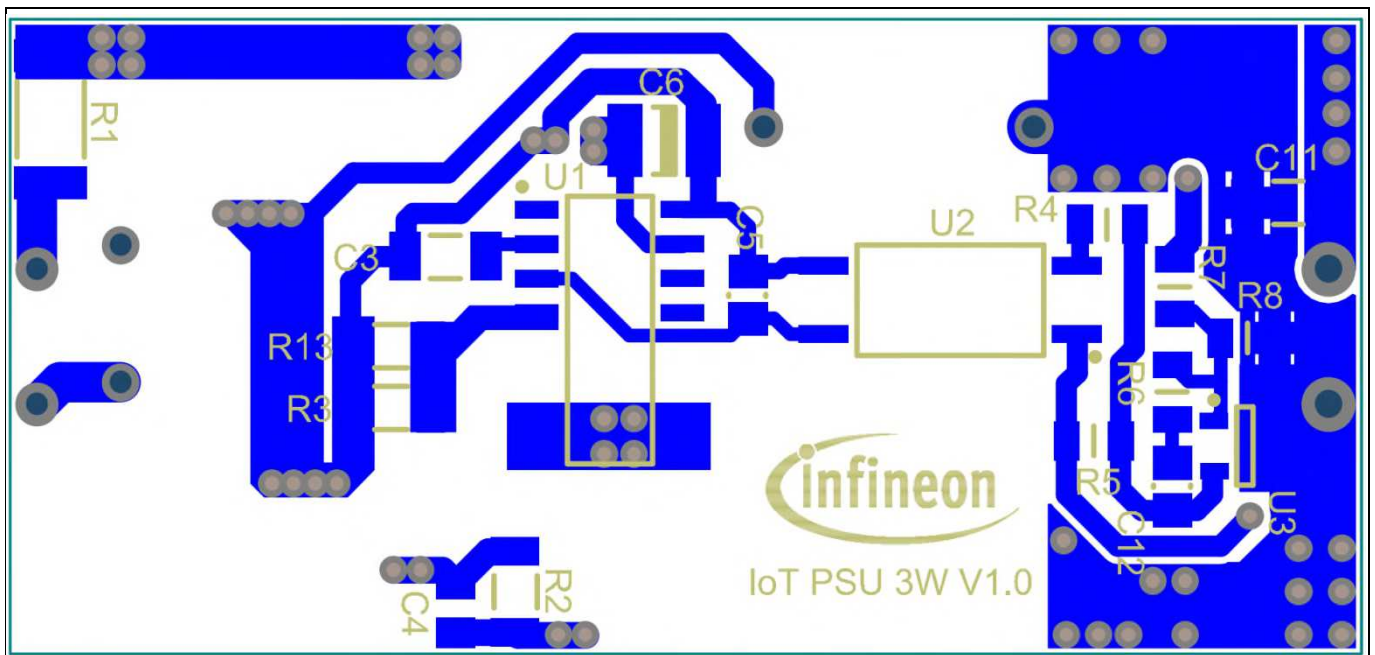 R1
C6
U1
C11
R4
U2
C5
C3
R7
R8
R13
R6
R3
infineon
R5
U3
C12
IoT PSU 3W V1.0
R2
C4